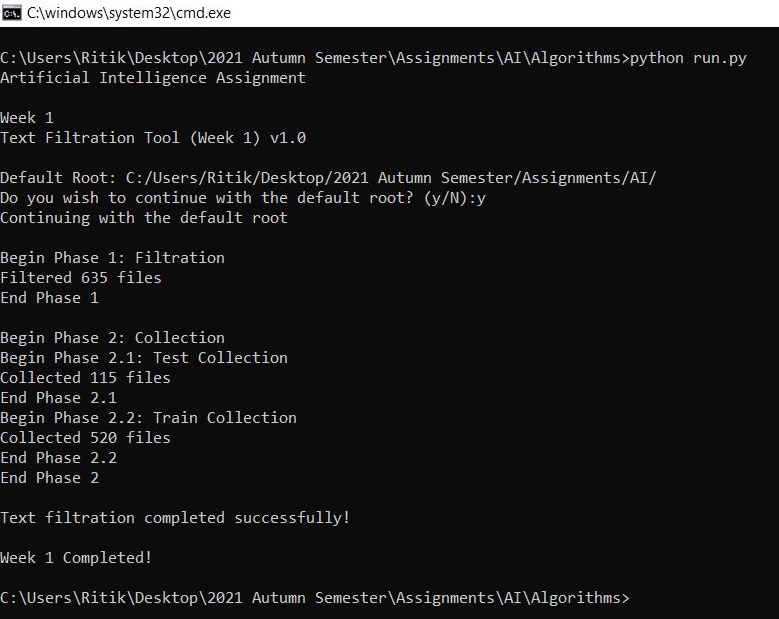 C:\windows\system32\cmd.exe
C:\Users\Ritik\Desktop\2021 Autumn Semester\Assignments\AI\Algorithms>python run.py
Artificial Intelligence Assignment
Week 1
Text Filtration Tool (Week 1) v1.0
Default Root: C:/Users/Ritik/Desktop/2021 Autumn Semester/Assignments/AI/
Do you wish to continue with the default root? (y/N):y
Continuing with the default root
Begin Phase 1: Filtration
Filtered 635 files
End Phase 1
Begin Phase 2: Collection
Begin Phase 2.1: Test Collection
Collected 115 files
End Phase 2.1
Begin Phase 2.2: Train Collection
Collected 520 files
End Phase 2.2
End Phase 2
Text filtration completed successfully!
Week 1 Completed!
C:\Users\Ritik\Desktop\2021 Autumn Semester\Assignments\AI\Algorithms>